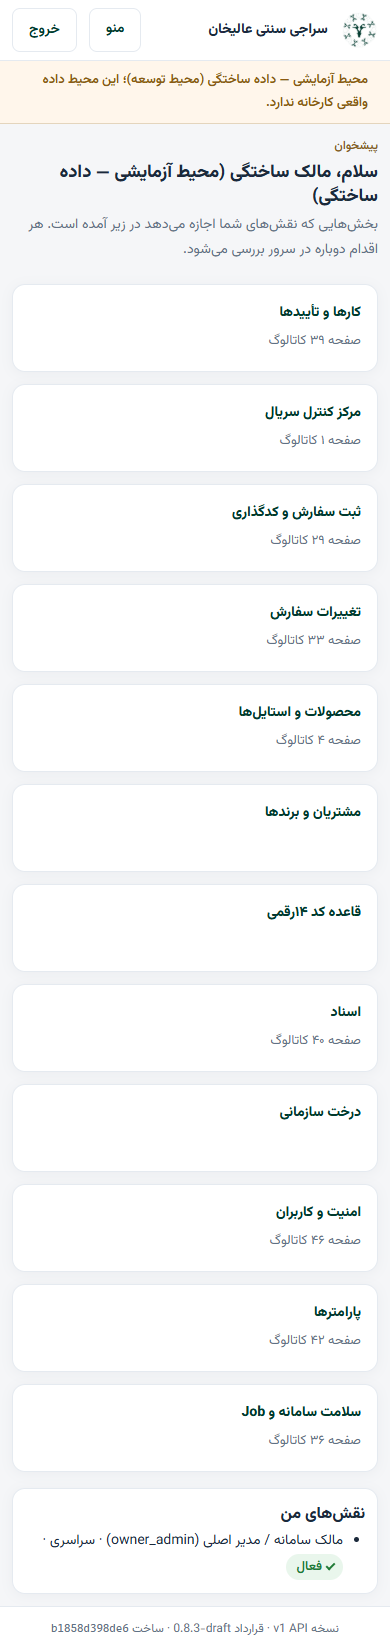 سراجی سنتی عالیخان
منو
خروج
محیط آزمایشی — داده ساختگی (محیط توسعه)؛ این محیط داده
واقعی کارخانه ندارد.
پیشخوان
سلام، مالک ساختگی (محیط آزمایشی — داده
ساختگی)
بخش‌هایی که نقش‌های شما اجازه می‌دهد در زیر آمده است. هر
اقدام دوباره در سرور بررسی می‌شود.
کارها و تأییدها
صفحه ۳۹ کاتالوگ
مرکز کنترل سریال
صفحه ۱ کاتالوگ
ثبت سفارش و کدگذاری
صفحه ۲۹ کاتالوگ
تغییرات سفارش
صفحه ۳۳ کاتالوگ
محصولات و استایل‌ها
صفحه ۴ کاتالوگ
مشتریان و برندها
قاعده کد ۱۴رقمی
اسناد
صفحه ۴۰ کاتالوگ
درخت سازمانی
امنیت و کاربران
صفحه ۴۶ کاتالوگ
پارامترها
صفحه ۴۲ کاتالوگ
سلامت سامانه و Job
صفحه ۳۶ کاتالوگ
نقش‌های من
• مالک سامانه / مدیر اصلی (owner_admin) · سراسری ·
✓ فعال
نسخه v1 API · قرارداد 0.8.3-draft · ساخت b1858d398de6